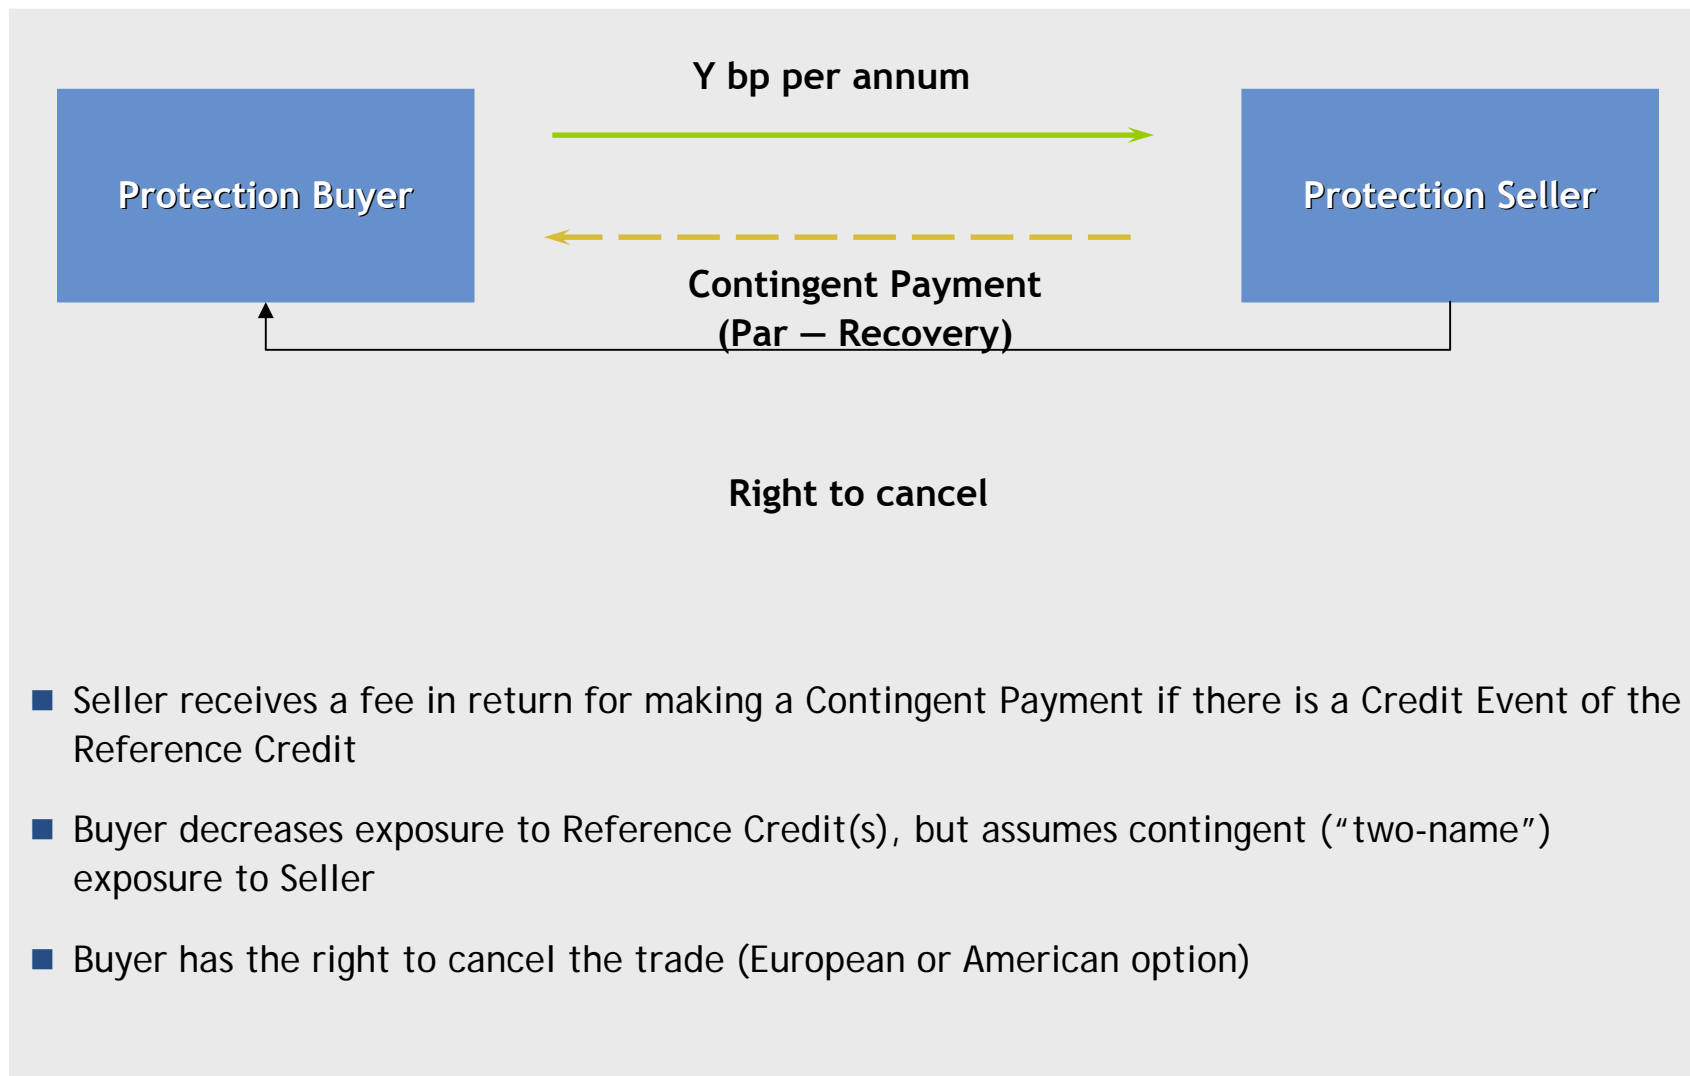 Y bp per annum
Protection Buyer
Protection Seller
Contingent Payment
(Par — Recovery)
Right to cancel
Seller receives a fee in return for making a Contingent Payment if there is a Credit Event of the
Reference Credit
Buyer decreases exposure to Reference Credit(s), but assumes contingent (“two-name”)
exposure to Seller
Buyer has the right to cancel the trade (European or American option)